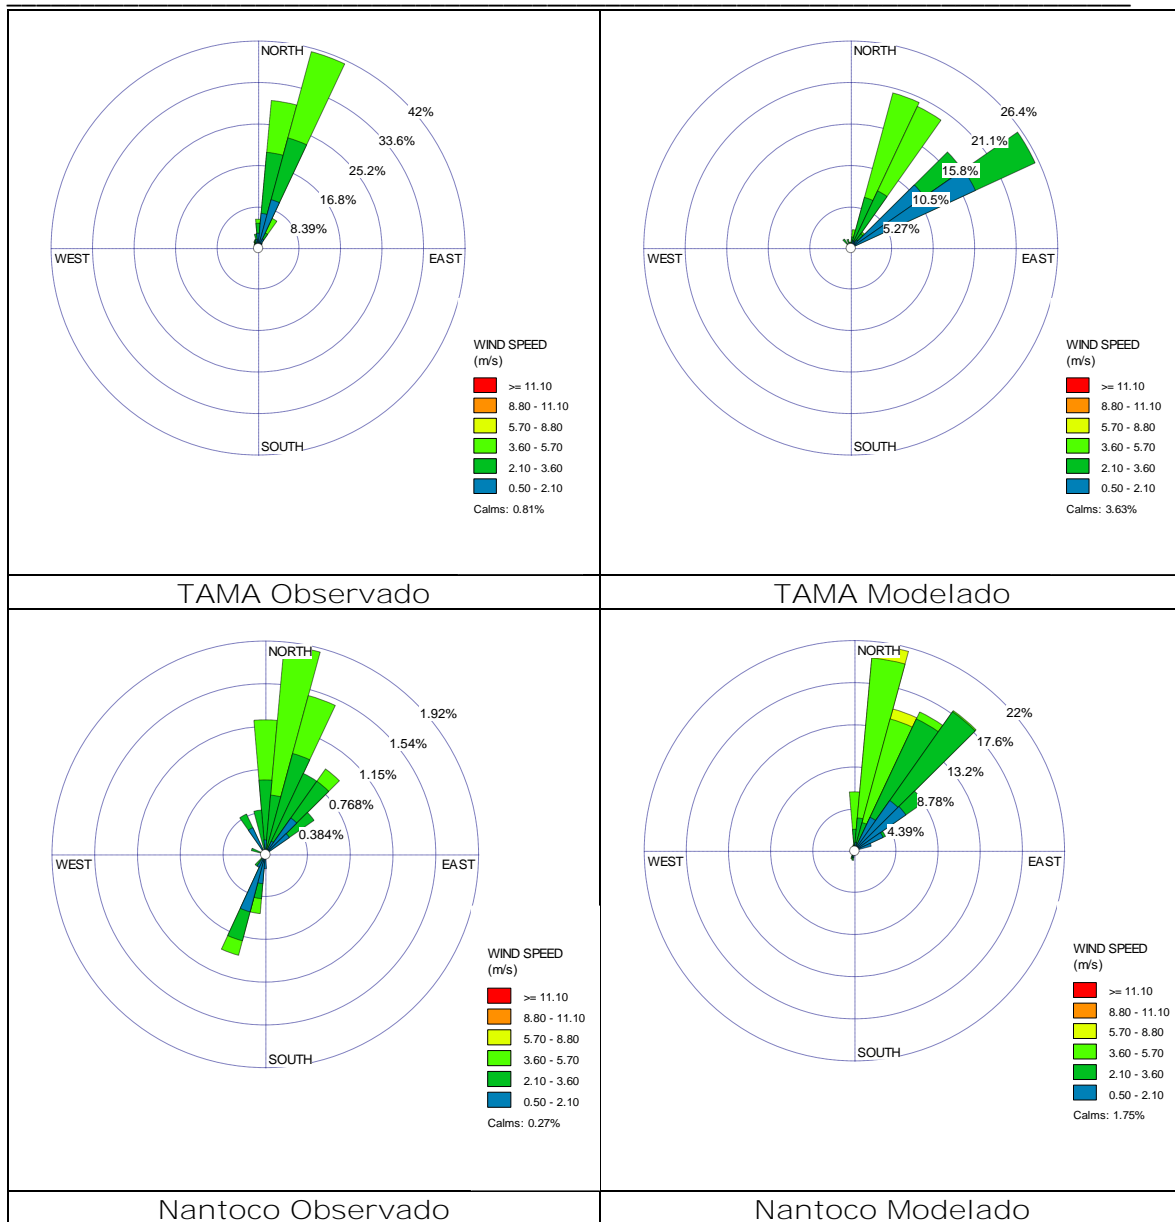 NORTH
42%
33.6%
25.2%
16.8%
8.39%
WEST
EAST
SOUTH
WIND SPEED
(m/s)
>= 11.10
8.80 - 11.10
5.70 - 8.80
3.60 - 5.70
2.10 - 3.60
0.50 - 2.10
Calms: 0.81%
TAMA Observado
NORTH
26.4%
21.1%
15.8%
10.5%
5.27%
WEST
EAST
SOUTH
WIND SPEED
(m/s)
>= 11.10
8.80 - 11.10
5.70 - 8.80
3.60 - 5.70
2.10 - 3.60
0.50 - 2.10
Calms: 3.63%
TAMA Modelado
NORTH
1.92%
1.54%
1.15%
0.768%
0.384%
WEST
EAST
SOUTH
WIND SPEED
(m/s)
>= 11.10
8.80 - 11.10
5.70 - 8.80
3.60 - 5.70
2.10 - 3.60
0.50 - 2.10
Calms: 0.27%
Nantoco Observado
NORTH
22%
17.6%
13.2%
8.78%
4.39%
WEST
EAST
SOUTH
WIND SPEED
(m/s)
>= 11.10
8.80 - 11.10
5.70 - 8.80
3.60 - 5.70
2.10 - 3.60
0.50 - 2.10
Calms: 1.75%
Nantoco Modelado